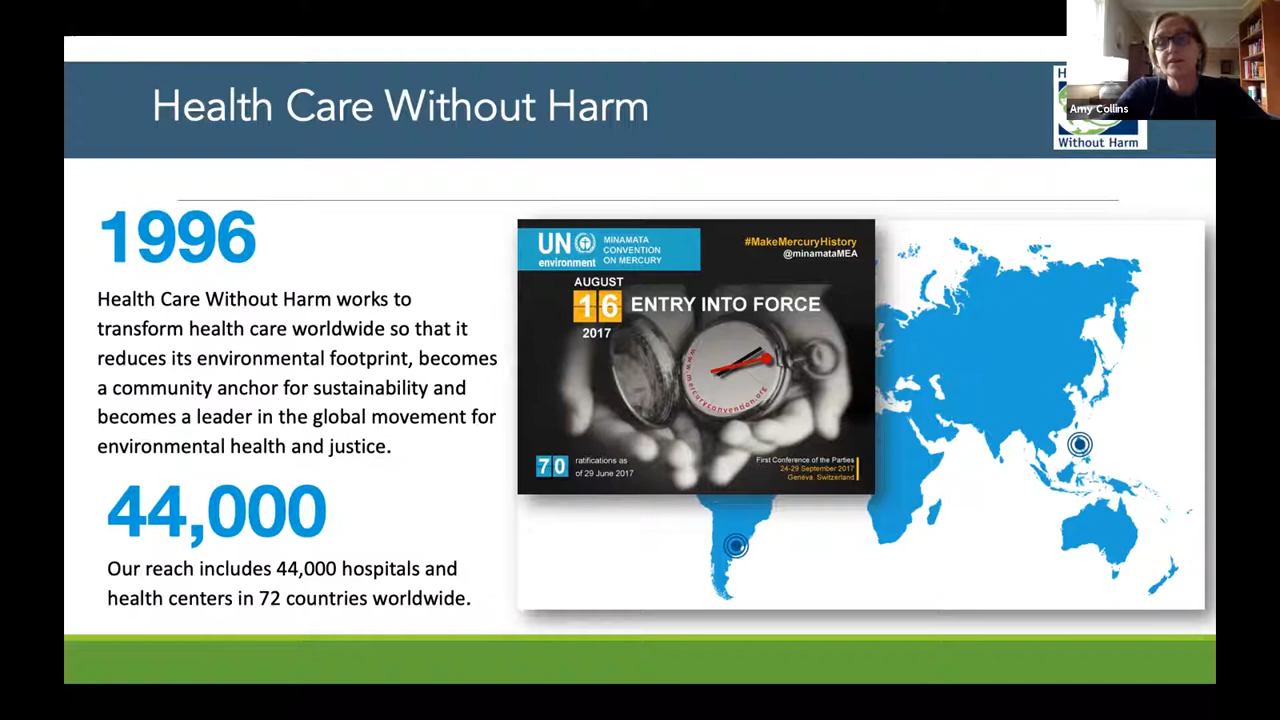 Health Care Without Harm
Amy Collins
Without Harm
1996
Health Care Without Harm works to
transform health care worldwide so that it
reduces its environmental footprint, becomes
a community anchor for sustainability and
becomes a leader in the global movement for
environmental health and justice.
44,000
Our reach includes 44,000 hospitals and
health centers in 72 countries worldwide.
UN
environment
MINAMATA
CONVENTION
ON MERCURY
#MakeMercuryHistory
@minamataMEA
AUGUST
16
2017
ENTRY INTO FORCE
www.mercuryconvention.org
70
ratifications as
of 29 June 2017
First Conference of the Parties
24-29 September 2017
Geneva, Switzerland